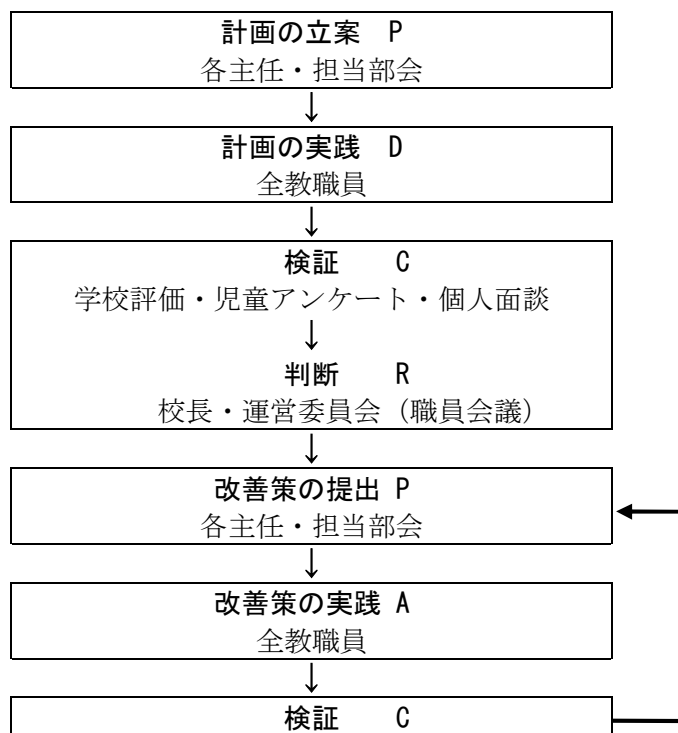 計画の立案 P
各主任・担当部会
↓
計画の実践 D
全教職員
↓
検証 C
学校評価・児童アンケート・個人面談
↓
判断 R
校長・運営委員会（職員会議）
↓
改善策の提出 P
各主任・担当部会
↓
改善策の実践 A
全教職員
↓
検証 C